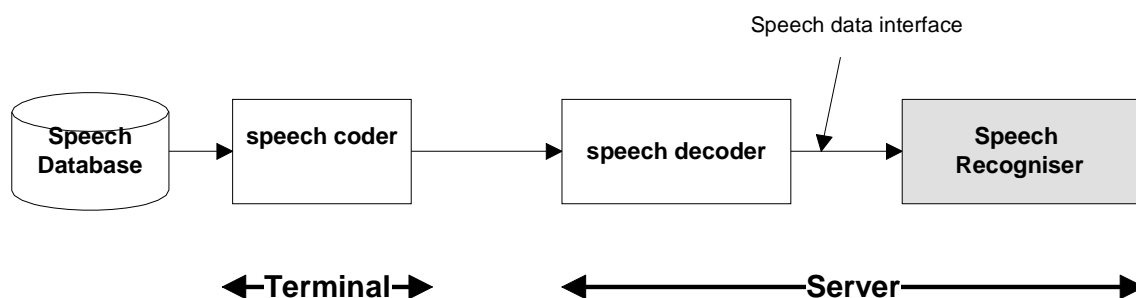 Speech data interface
Speech
Database
speech coder
speech decoder
Speech
Recogniser
Terminal
Server